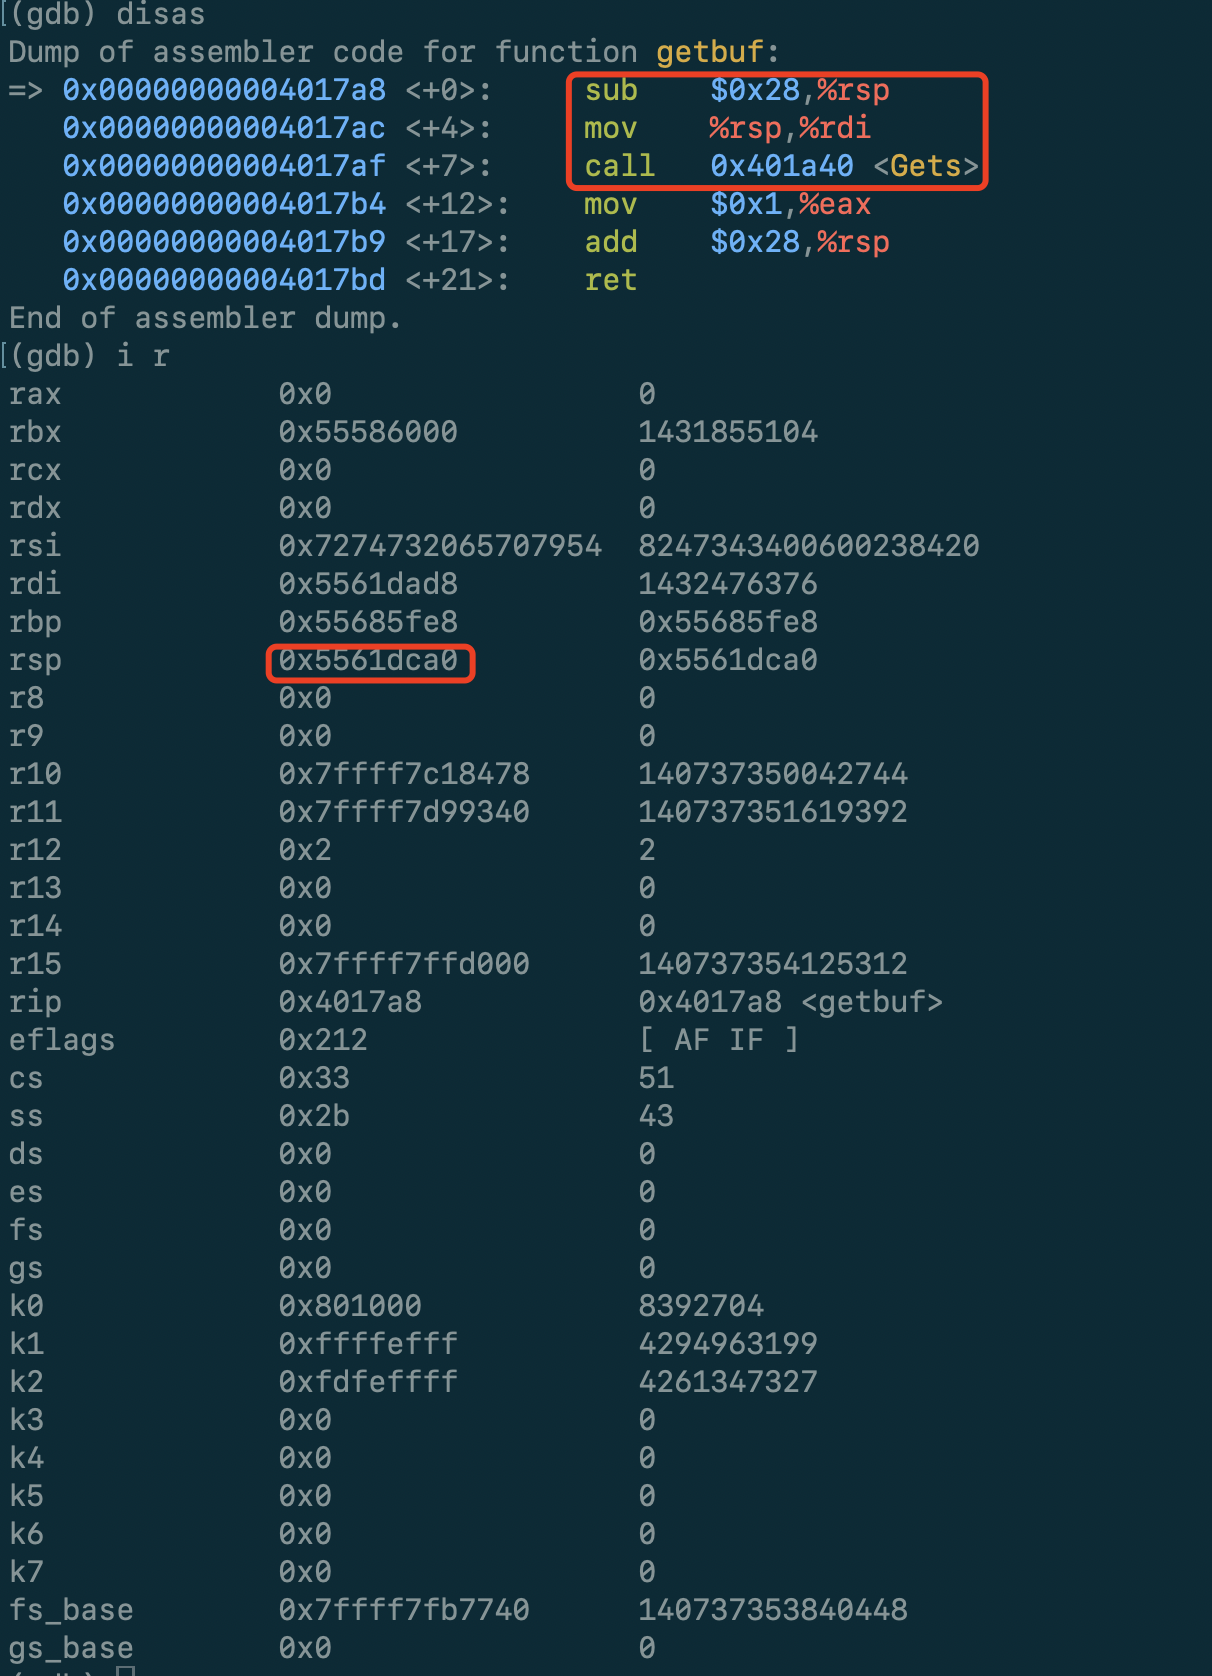 (gdb) disas
Dump of assembler code for function getbuf:
=> 0x00000000004017a8 <+0>: sub $0x28,%rsp
0x00000000004017ac <+4>: mov %rsp,%rdi
0x00000000004017af <+7>: call 0x401a40 <Gets>
0x00000000004017b4 <+12>: mov $0x1,%eax
0x00000000004017b9 <+17>: add $0x28,%rsp
0x00000000004017bd <+21>: ret
End of assembler dump.
(gdb) i r
rax 0x0 0
rbx 0x55586000 1431855104
rcx 0x0 0
rdx 0x0 0
rsi 0x7274732065707954 8247343400600238420
rdi 0x5561dad8 1432476376
rbp 0x55685fe8 0x55685fe8
rsp 0x5561dca0 0x5561dca0
r8 0x0 0
r9 0x0 0
r10 0x7ffff7c18478 140737350042744
r11 0x7ffff7d99340 140737351619392
r12 0x2 2
r13 0x0 0
r14 0x0 0
r15 0x7ffff7ffd000 140737354125312
rip 0x4017a8 0x4017a8 <getbuf>
eflags 0x212 [ AF IF ]
cs 0x33 51
ss 0x2b 43
ds 0x0 0
es 0x0 0
fs 0x0 0
gs 0x0 0
k0 0x801000 8392704
k1 0xffffefff 4294963199
k2 0xfdfeffff 4261347327
k3 0x0 0
k4 0x0 0
k5 0x0 0
k6 0x0 0
k7 0x0 0
fs_base 0x7ffff7fb7740 140737353840448
gs_base 0x0 0